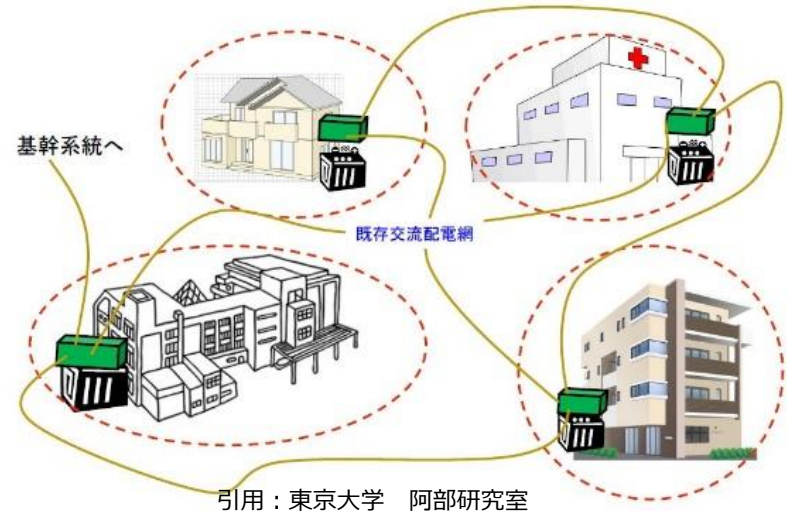 基幹系統へ
既存交流配電網
引用：東京大学　阿部研究室